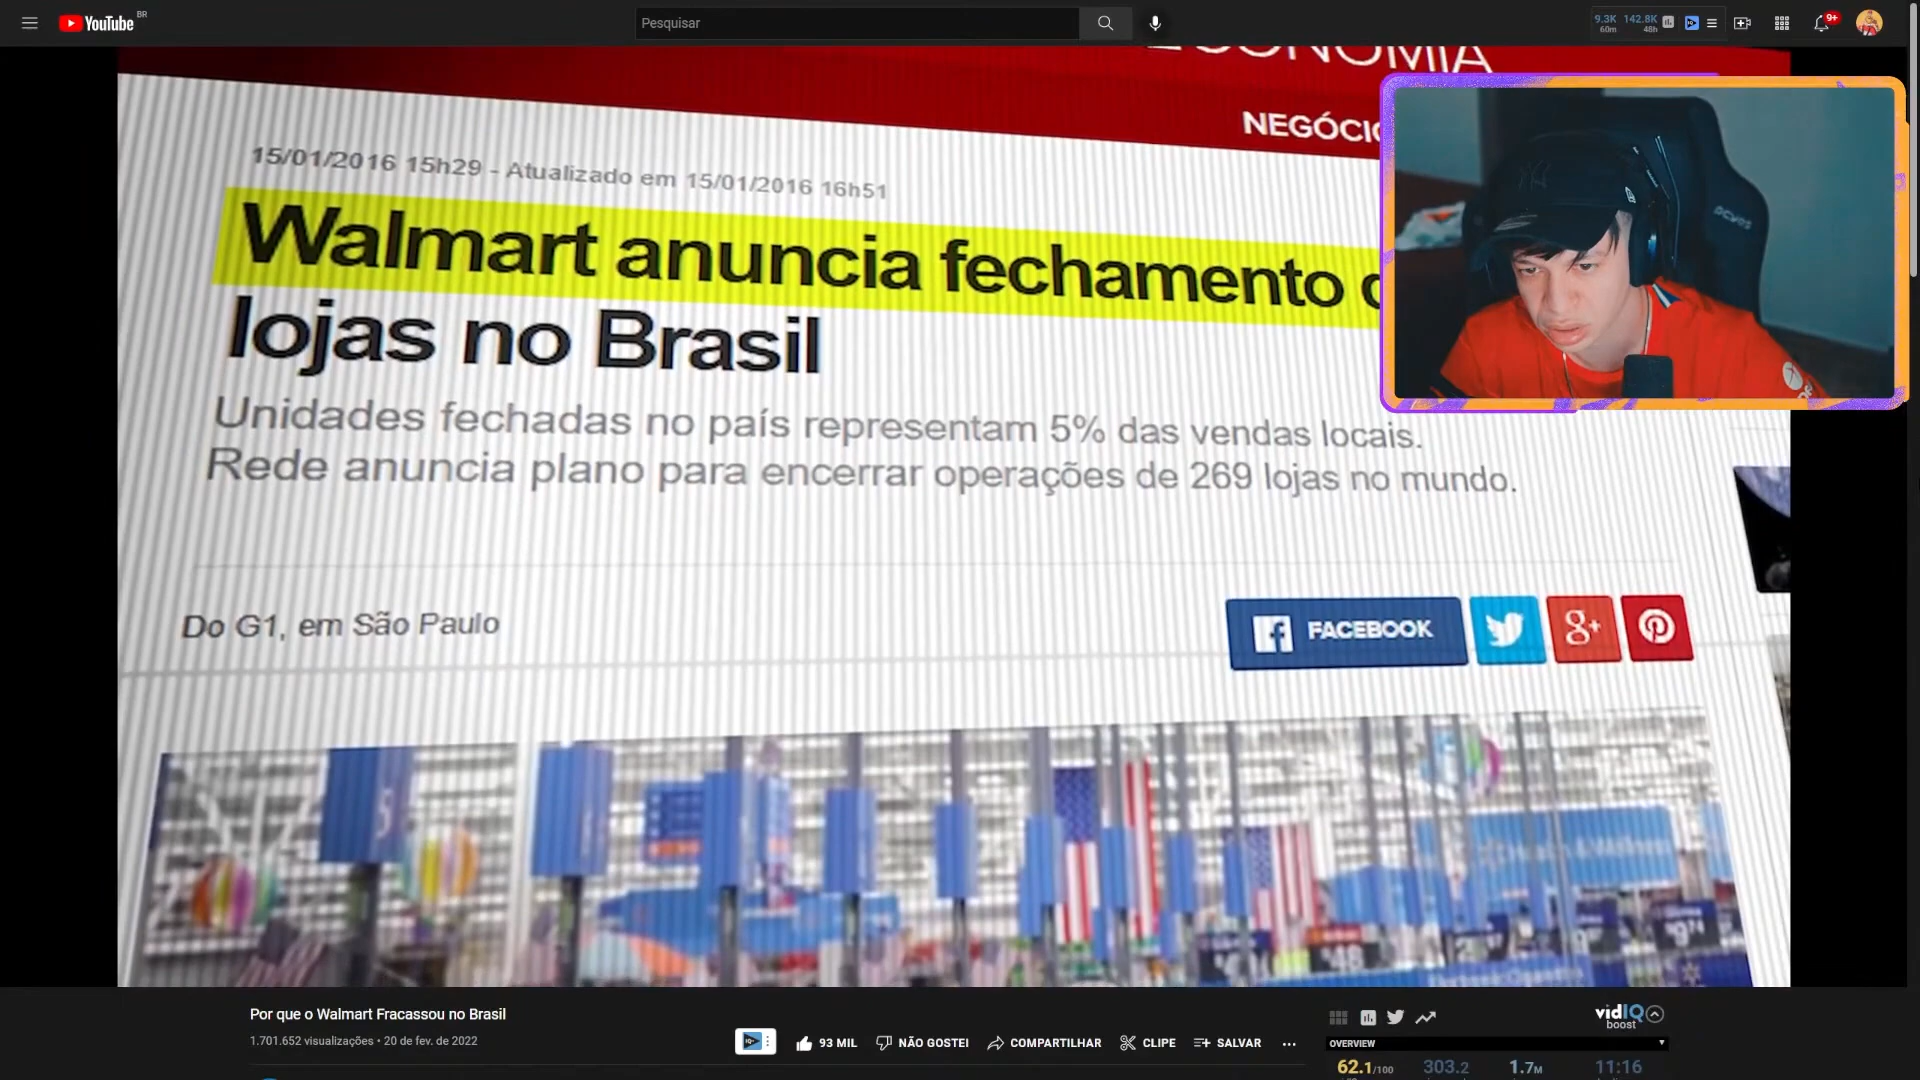 YouTube BR
Pesquisar
9.3K 142.8K
60m 48h
9+
ECONOMIA
15/01/2016 15h29 - Atualizado em 15/01/2016 16h51
Walmart anuncia fechamento
lojas no Brasil
Unidades fechadas no país representam 5% das vendas locais.
Rede anuncia plano para encerrar operações de 269 lojas no mundo.
Do G1, em São Paulo
FACEBOOK
g+
Por que o Walmart Fracassou no Brasil
1.701.652 visualizações • 20 de fev. de 2022
93 MIL
NÃO GOSTEI
COMPARTILHAR
CLIPE
SALVAR
vidIQ
boost
OVERVIEW
62.1/100 303.2 1.7M 11:16